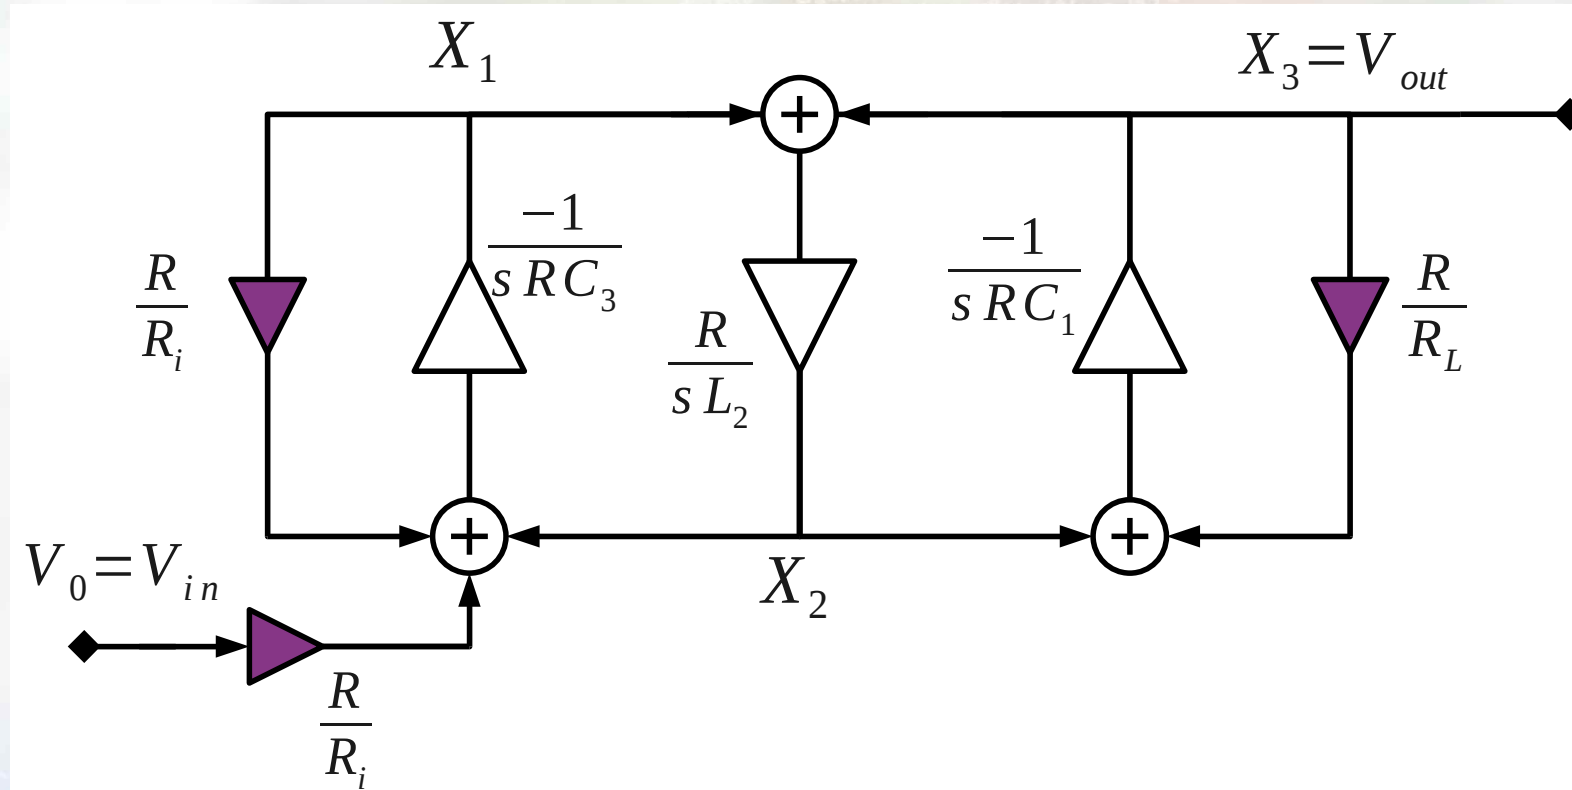 X1
X3=Vout
+
−1
sRC3
−1
sRC1
R
Ri
R
sL2
R
RL
+
+
V0=Vin
X2
R
Ri